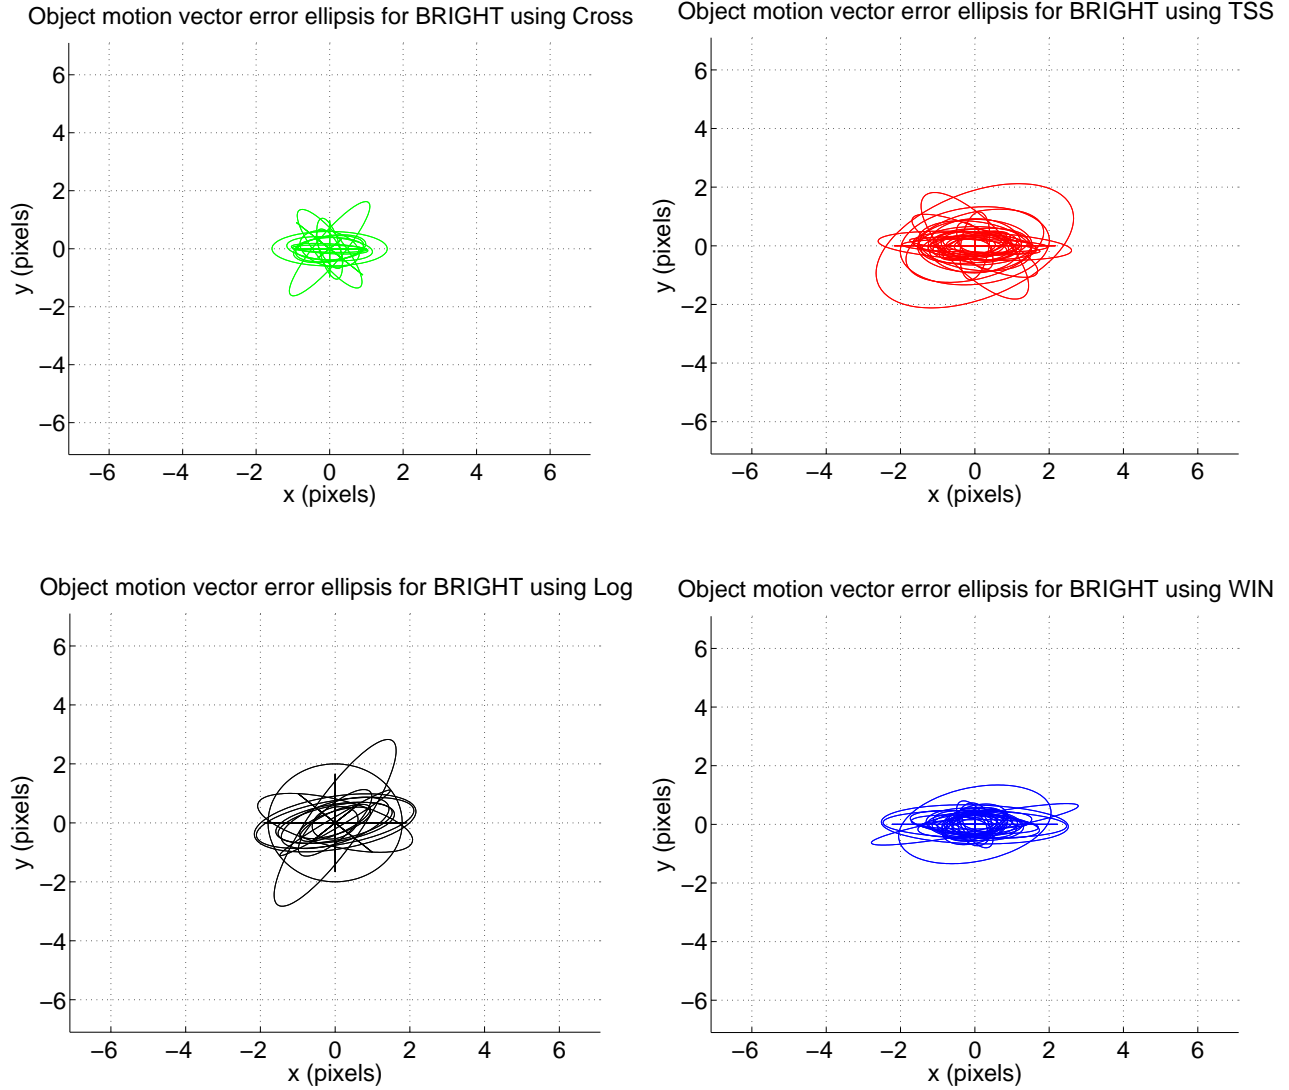 Object motion vector error ellipsis for BRIGHT using Cross
6
4
2
0
−2
−4
−6
y (pixels)
−6 −4 −2 0 2 4 6
x (pixels)
Object motion vector error ellipsis for BRIGHT using TSS
6
4
2
0
−2
−4
−6
y (pixels)
−6 −4 −2 0 2 4 6
x (pixels)
Object motion vector error ellipsis for BRIGHT using Log
6
4
2
0
−2
−4
−6
y (pixels)
−6 −4 −2 0 2 4 6
x (pixels)
Object motion vector error ellipsis for BRIGHT using WIN
6
4
2
0
−2
−4
−6
y (pixels)
−6 −4 −2 0 2 4 6
x (pixels)